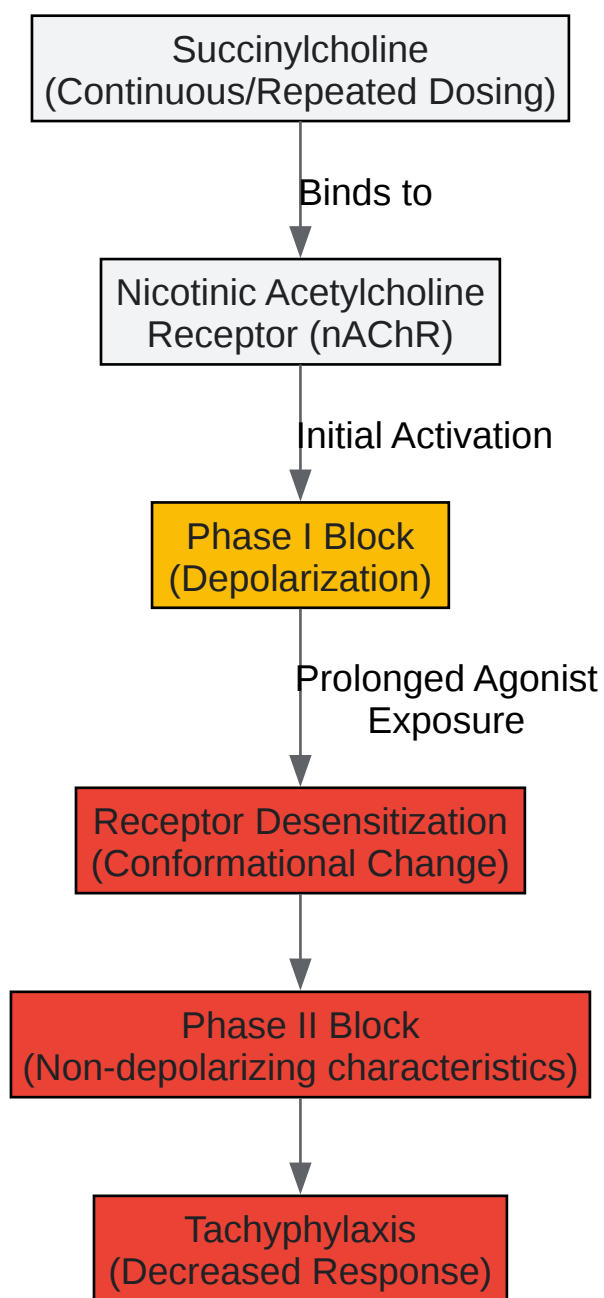 Succinylcholine
(Continuous/Repeated Dosing)
Binds to
Nicotinic Acetylcholine
Receptor (nAChR)
Initial Activation
Phase I Block
(Depolarization)
Prolonged Agonist
Exposure
Receptor Desensitization
(Conformational Change)
Phase II Block
(Non-depolarizing characteristics)
Tachyphylaxis
(Decreased Response)